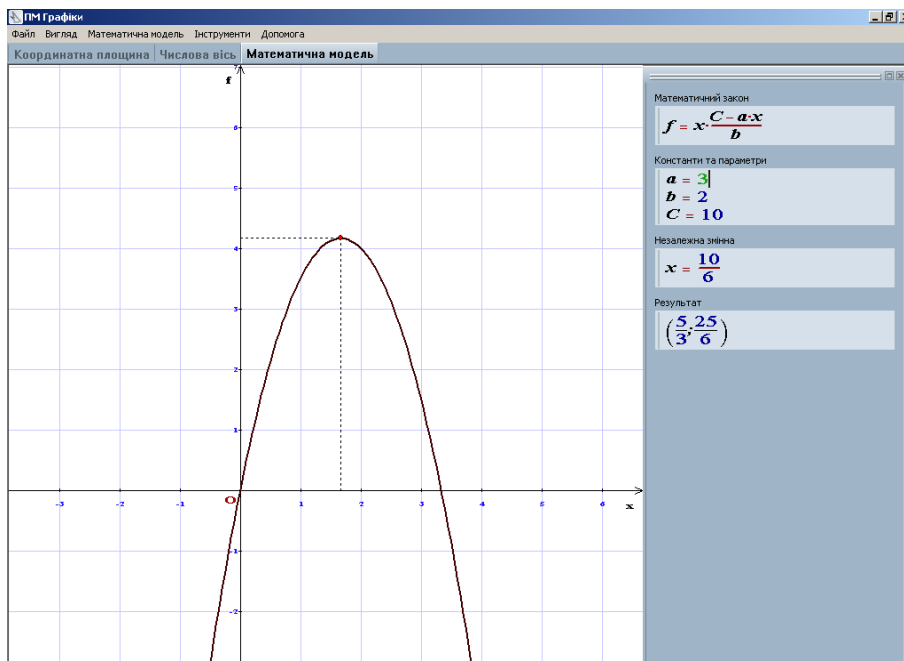 ПМ Графіки
Файл Вигляд Математична модель Інструменти Допомога
Координатна площина Числова вісь Математична модель
f
7
6
5
4
3
2
1
O
-3 -2 -1 1 2 3 4 5 6
x
-1
-2
Математичний закон
f = x·(C − a·x)/b
Константи та параметри
a = 3
b = 2
C = 10
Незалежна змінна
x = 10/6
Результат
(5/3; 25/6)